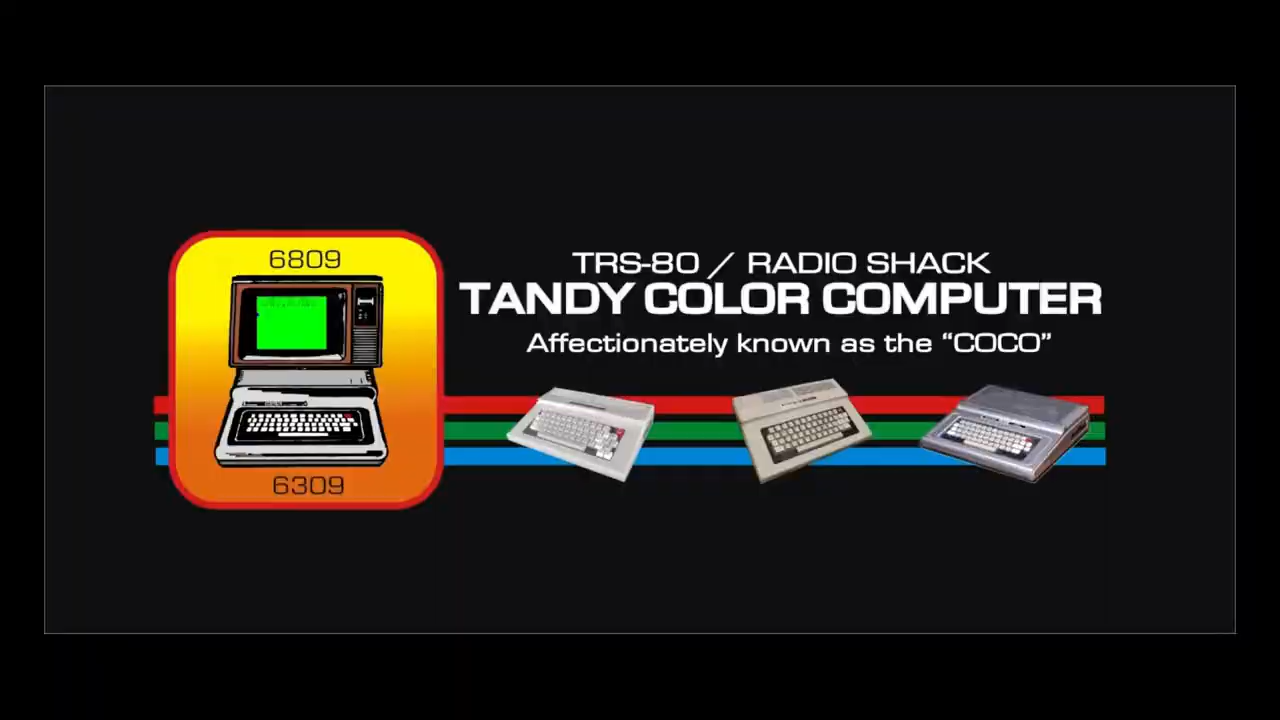 6809
6309
TRS-80 / RADIO SHACK
TANDY COLOR COMPUTER
Affectionately known as the “COCO”